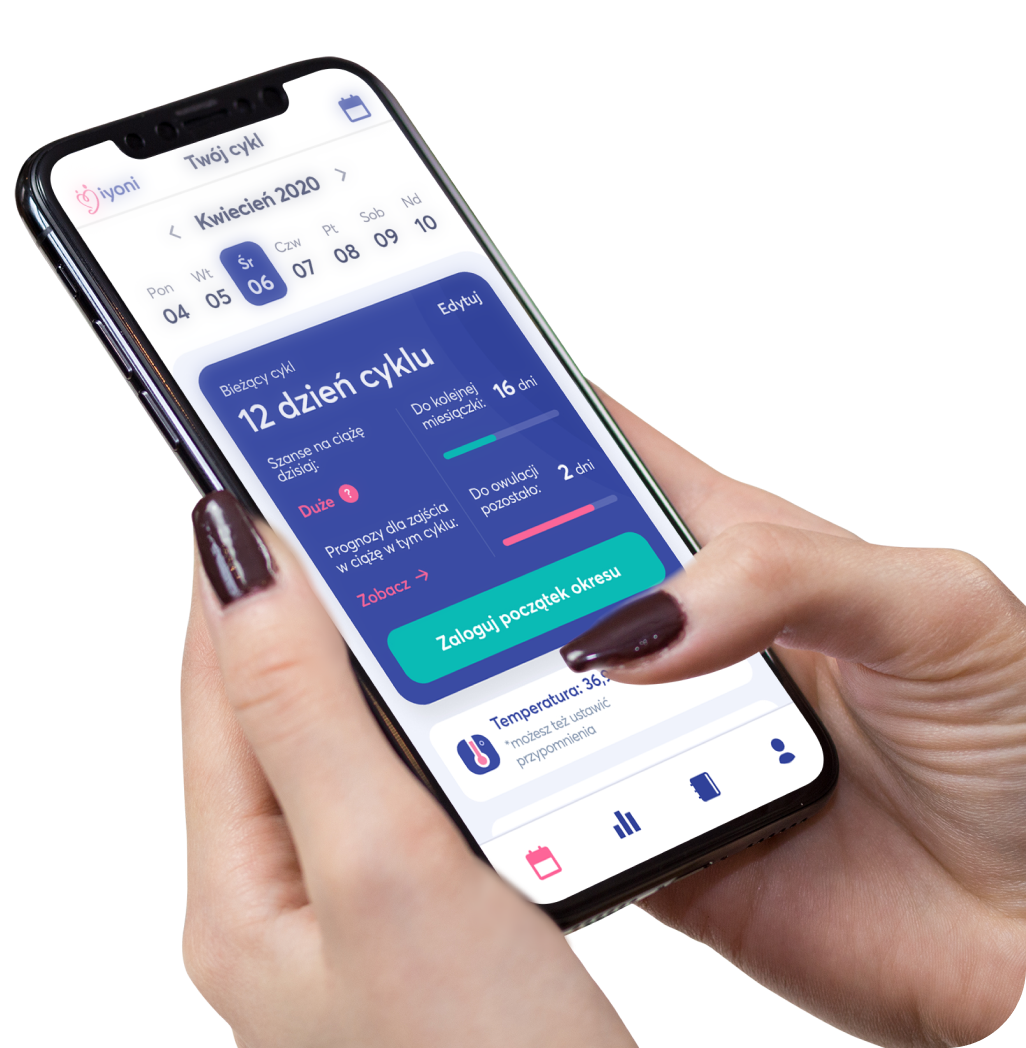 Twój cykl
iyoni
Kwiecień 2020
Pon Wt Śr Czw Pt Sob Nd
04 05 06 07 08 09 10
Edytuj
Bieżący cykl
12 dzień cyklu
Szanse na ciążę
dzisiaj:
Duże ?
Prognozy dla zajścia
w ciążę w tym cyklu:
Zobacz →
Do kolejnej
miesiączki:
16 dni
Do owulacji
pozostało:
2 dni
Zaloguj początek okresu
Temperatura: 36,
*możesz też ustawić
przypomnienia